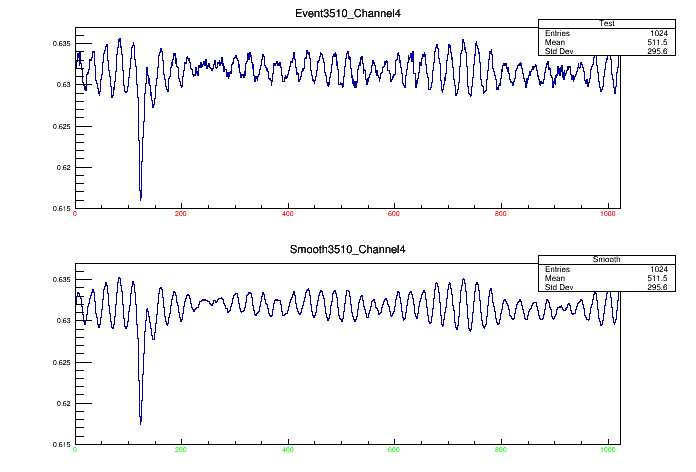 Event3510_Channel4
Test
Entries 1024
Mean 511.5
Std Dev 295.6
0.635
0.63
0.625
0.62
0.615
0 200 400 600 800 1000
Smooth3510_Channel4
Smooth
Entries 1024
Mean 511.5
Std Dev 295.6
0.635
0.63
0.625
0.62
0.615
0 200 400 600 800 1000